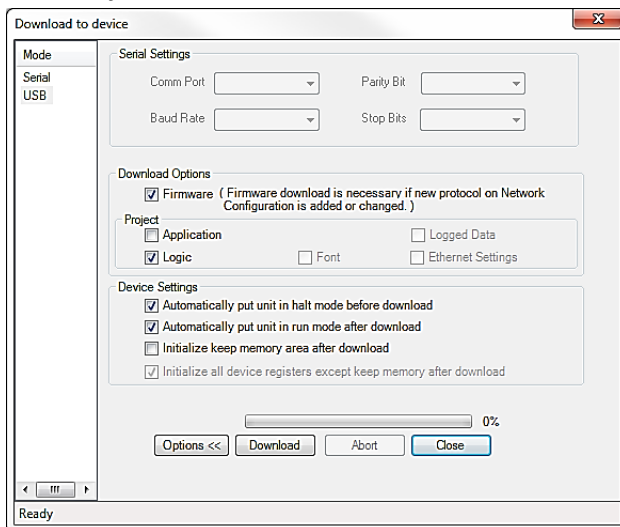 Download to device
Mode
Serial
USB
Serial Settings
Comm Port
Parity Bit
Baud Rate
Stop Bits
Download Options
Firmware ( Firmware download is necessary if new protocol on Network
Configuration is added or changed. )
Project
Application
Logged Data
Logic
Font
Ethernet Settings
Device Settings
Automatically put unit in halt mode before download
Automatically put unit in run mode after download
Initialize keep memory area after download
Initialize all device registers except keep memory after download
0%
Options << Download Abort Close
Ready